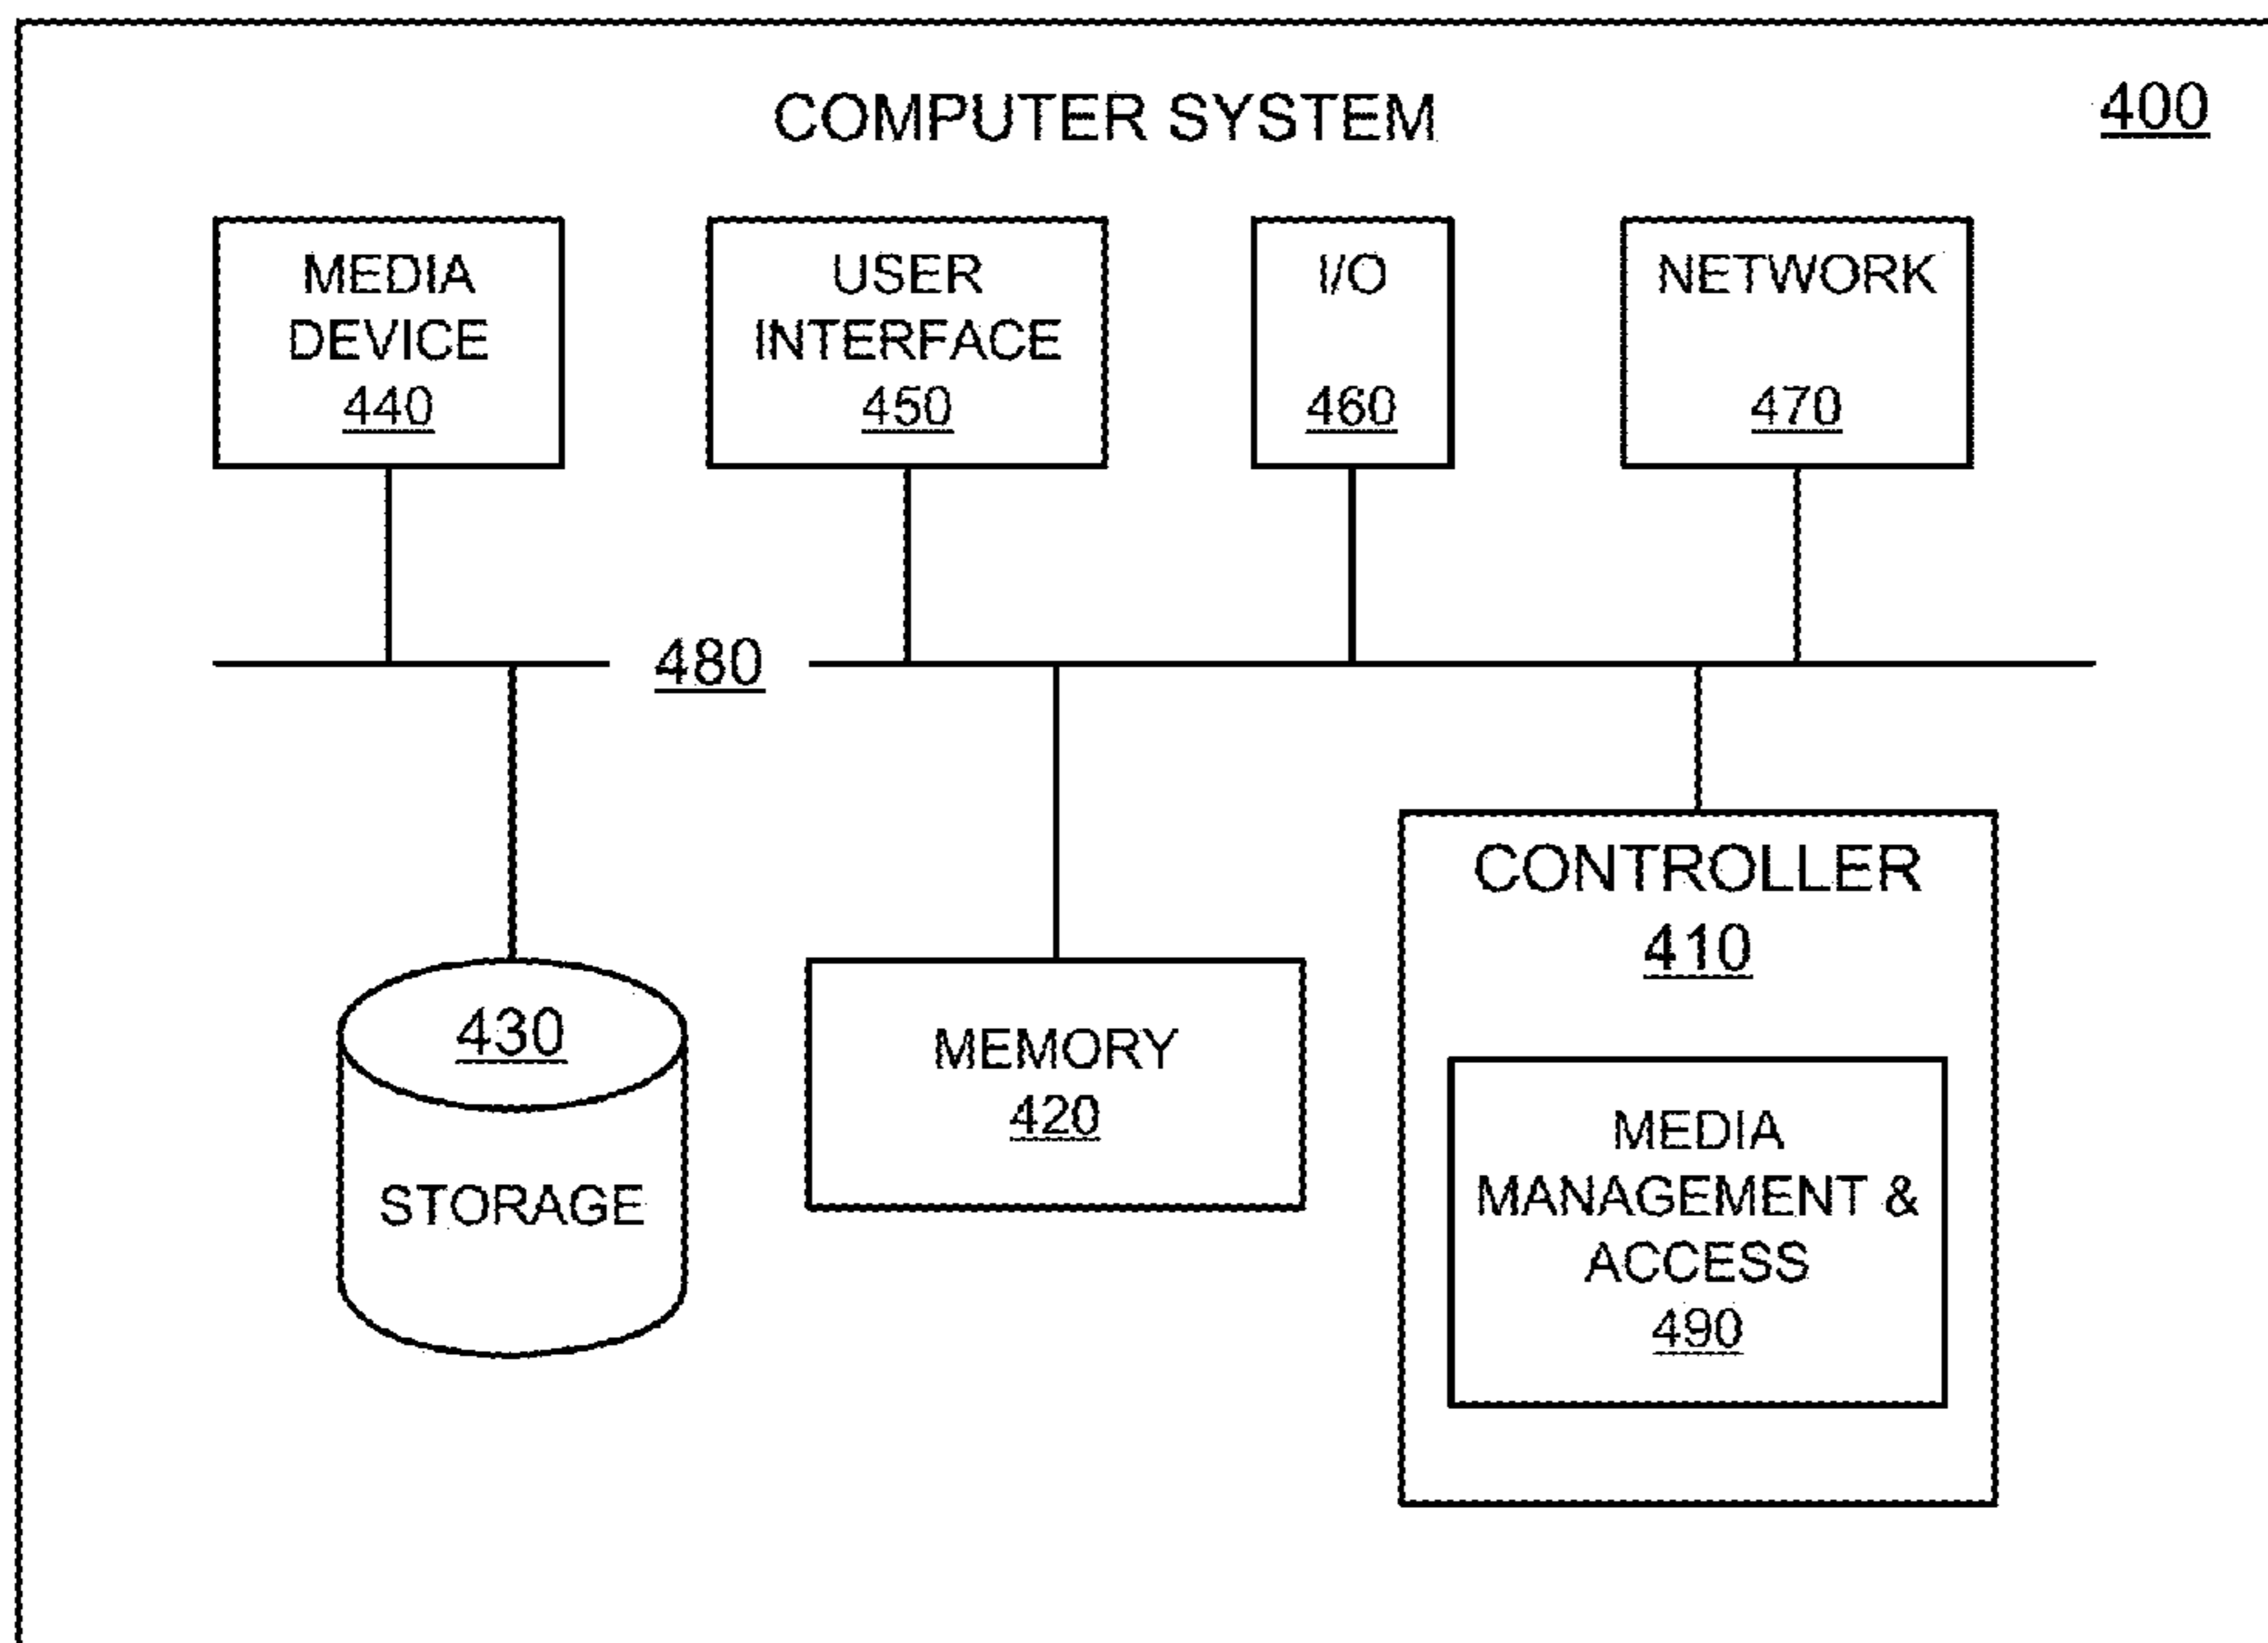 COMPUTER SYSTEM
400
MEDIA
DEVICE
440
USER
INTERFACE
450
I/O
460
NETWORK
470
480
430
STORAGE
MEMORY
420
CONTROLLER
410
MEDIA
MANAGEMENT &
ACCESS
490